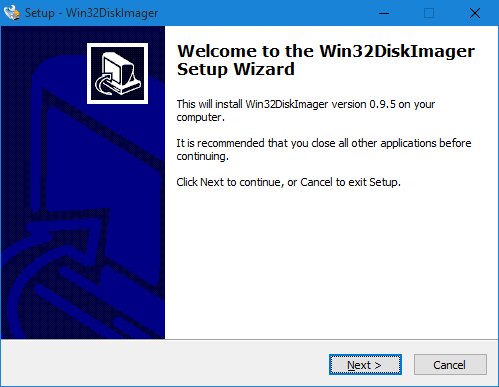 Setup - Win32DiskImager
Welcome to the Win32DiskImager
Setup Wizard
This will install Win32DiskImager version 0.9.5 on your
computer.
It is recommended that you close all other applications before
continuing.
Click Next to continue, or Cancel to exit Setup.
Next >
Cancel